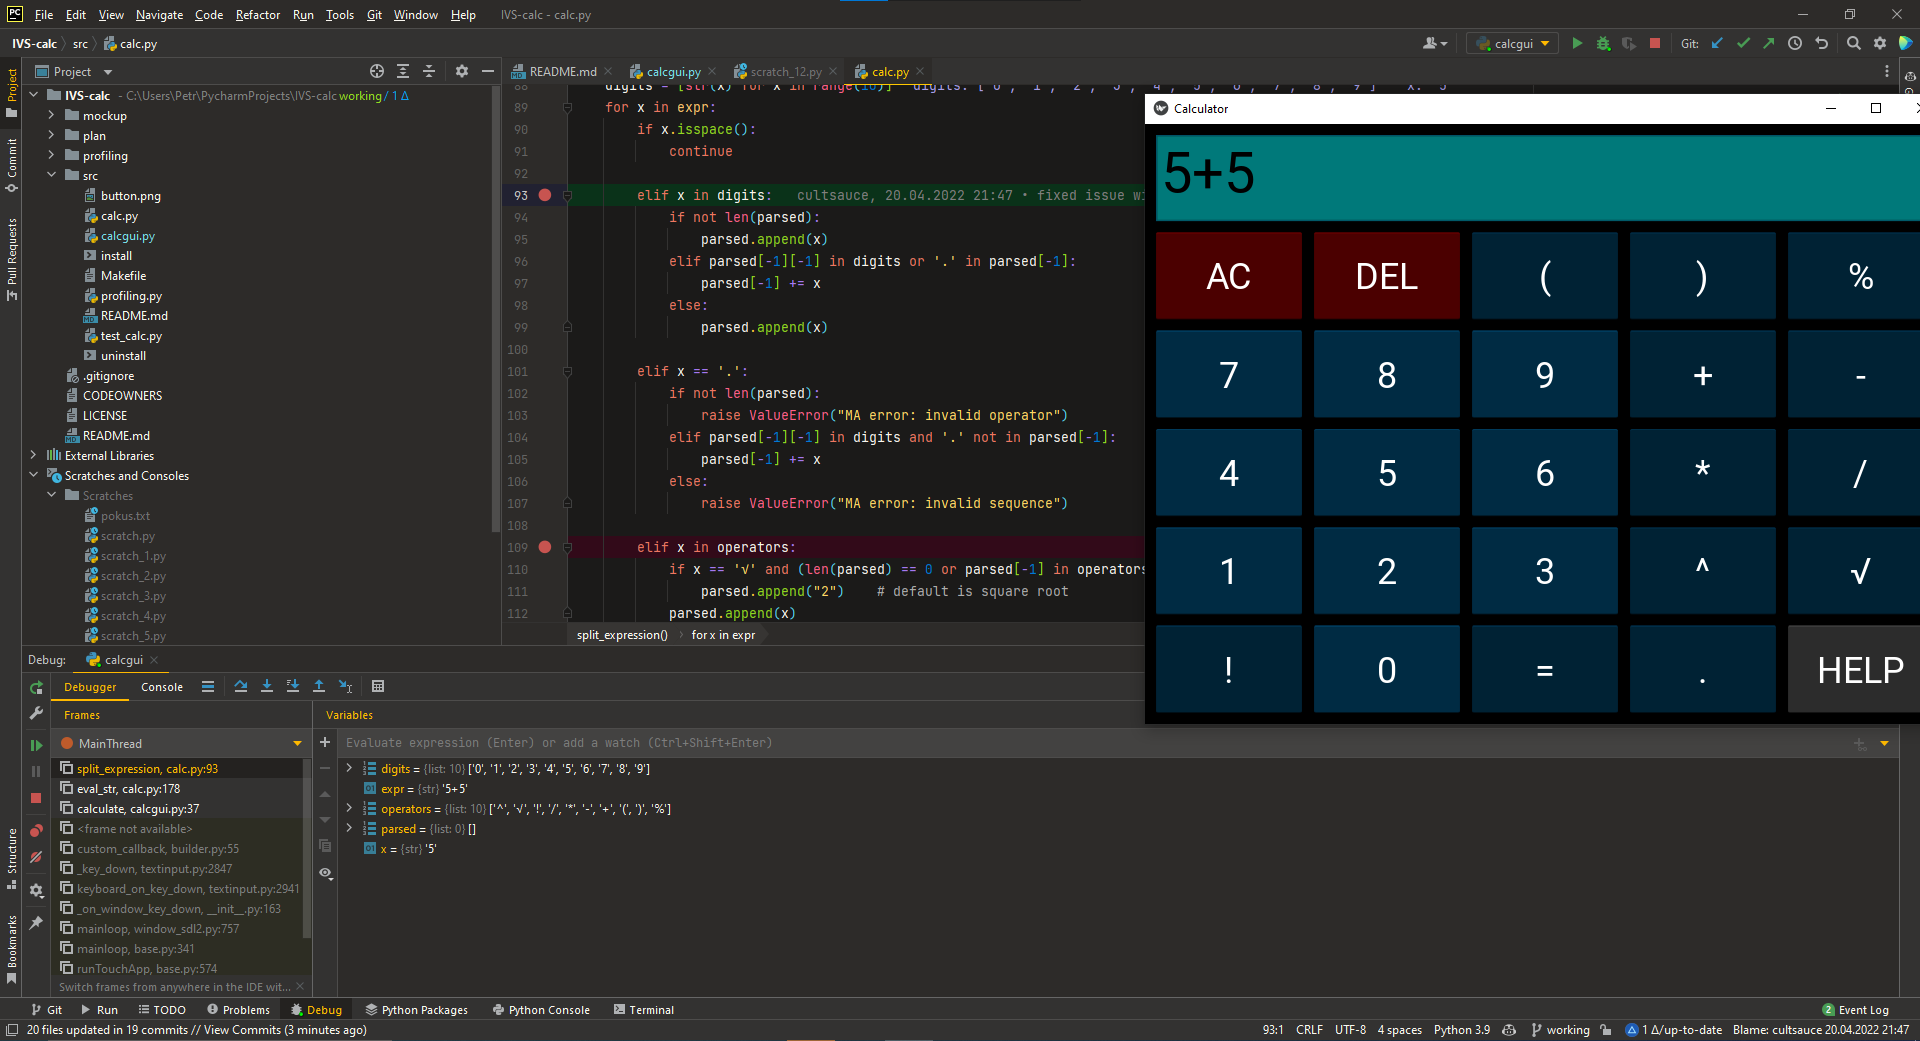 PC File Edit View Navigate Code Refactor Run Tools Git Window Help IVS-calc - calc.py
IVS-calc src calc.py calcgui Git:
Project
README.md calcgui.py scratch_12.py calc.py
IVS-calc - C:\Users\Petr\PycharmProjects\IVS-calc working / 1 Δ
mockup
plan
profiling
src
button.png
calc.py
calcgui.py
install
Makefile
profiling.py
README.md
test_calc.py
uninstall
.gitignore
CODEOWNERS
LICENSE
README.md
External Libraries
Scratches and Consoles
Scratches
pokus.txt
scratch.py
scratch_1.py
scratch_2.py
scratch_3.py
scratch_4.py
scratch_5.py
Project
Commit
Pull Requests
Structure
Bookmarks
88 digits = [str(x) for x in range(10)] digits: ['0', '1', '2', '3', '4', '5', '6', '7', '8', '9'] x: '5'
89 for x in expr:
90 if x.isspace():
91 continue
92
93 elif x in digits: cultsauce, 20.04.2022 21:47 • fixed issue wi
94 if not len(parsed):
95 parsed.append(x)
96 elif parsed[-1][-1] in digits or '.' in parsed[-1]:
97 parsed[-1] += x
98 else:
99 parsed.append(x)
100
101 elif x == '.':
102 if not len(parsed):
103 raise ValueError("MA error: invalid operator")
104 elif parsed[-1][-1] in digits and '.' not in parsed[-1]:
105 parsed[-1] += x
106 else:
107 raise ValueError("MA error: invalid sequence")
108
109 elif x in operators:
110 if x == '√' and (len(parsed) == 0 or parsed[-1] in operators
111 parsed.append("2") # default is square root
112 parsed.append(x)
split_expression() for x in expr
Calculator
5+5
AC DEL ( ) %
7 8 9 + -
4 5 6 * /
1 2 3 ^ √
! 0 = . HELP
Debug: calcgui
Debugger Console
Frames
Variables
MainThread
Evaluate expression (Enter) or add a watch (Ctrl+Shift+Enter)
split_expression, calc.py:93
eval_str, calc.py:178
calculate, calcgui.py:37
<frame not available>
custom_callback, builder.py:55
_key_down, textinput.py:2847
keyboard_on_key_down, textinput.py:2941
_on_window_key_down, __init__.py:163
mainloop, window_sdl2.py:757
mainloop, base.py:341
runTouchApp, base.py:574
Switch frames from anywhere in the IDE wit...
digits = {list: 10} ['0', '1', '2', '3', '4', '5', '6', '7', '8', '9']
expr = {str} '5+5'
operators = {list: 10} ['^', '√', '!', '/', '*', '-', '+', '(', ')', '%']
parsed = {list: 0} []
x = {str} '5'
Git Run TODO Problems Debug Python Packages Python Console Terminal 2 Event Log
20 files updated in 19 commits // View Commits (3 minutes ago) 93:1 CRLF UTF-8 4 spaces Python 3.9 working 1 Δ/up-to-date Blame: cultsauce 20.04.2022 21:47